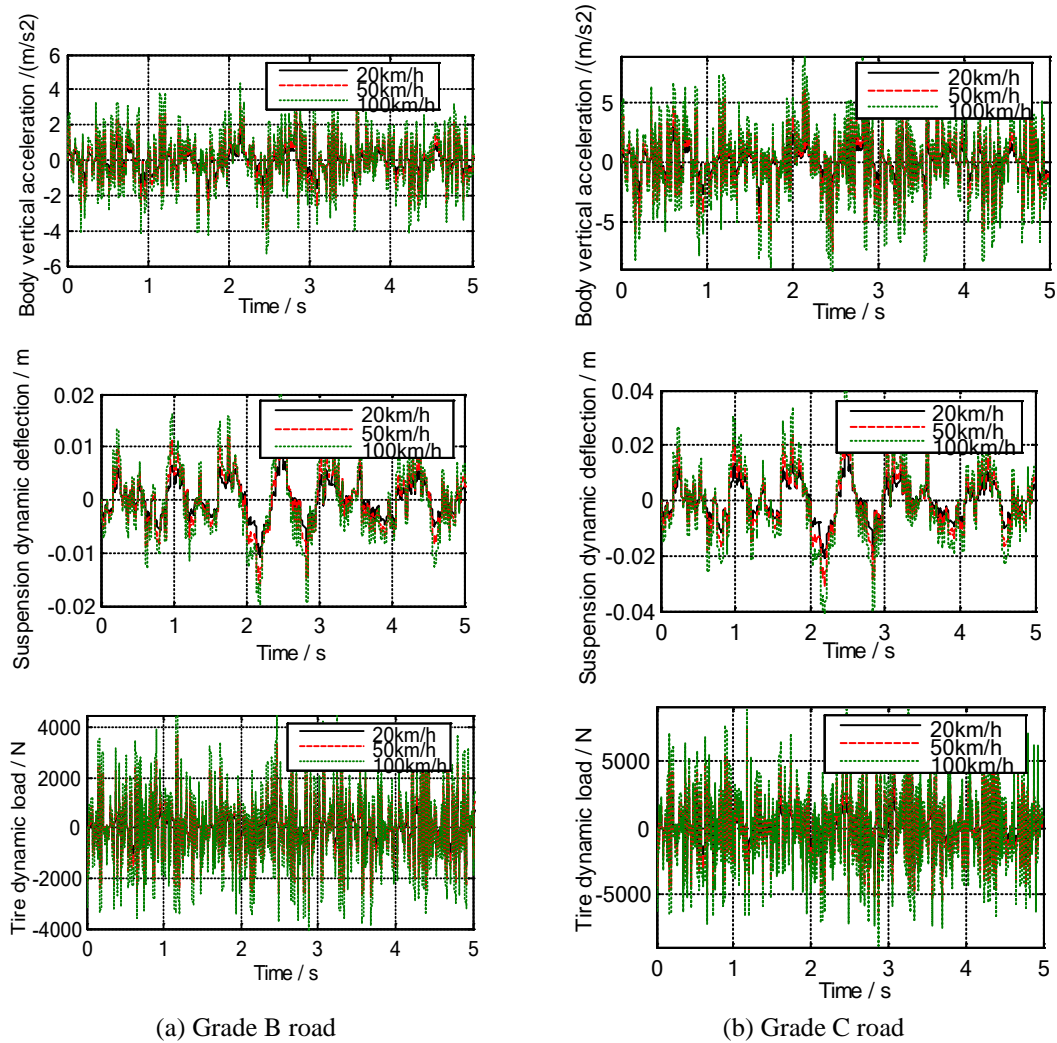 Body vertical acceleration /(m/s2)
6
4
2
0
-2
-4
-6
20km/h
50km/h
100km/h
0 1 2 3 4 5
Time / s
Body vertical acceleration /(m/s2)
5
0
-5
20km/h
50km/h
100km/h
0 1 2 3 4 5
Time / s
Suspension dynamic deflection / m
0.02
0.01
0
-0.01
-0.02
20km/h
50km/h
100km/h
0 1 2 3 4 5
Time / s
Suspension dynamic deflection / m
0.04
0.02
0
-0.02
-0.04
20km/h
50km/h
100km/h
0 1 2 3 4 5
Time / s
Tire dynamic load / N
4000
2000
0
-2000
-4000
20km/h
50km/h
100km/h
0 1 2 3 4 5
Time / s
Tire dynamic load / N
5000
0
-5000
20km/h
50km/h
100km/h
0 1 2 3 4 5
Time / s
(a) Grade B road
(b) Grade C road